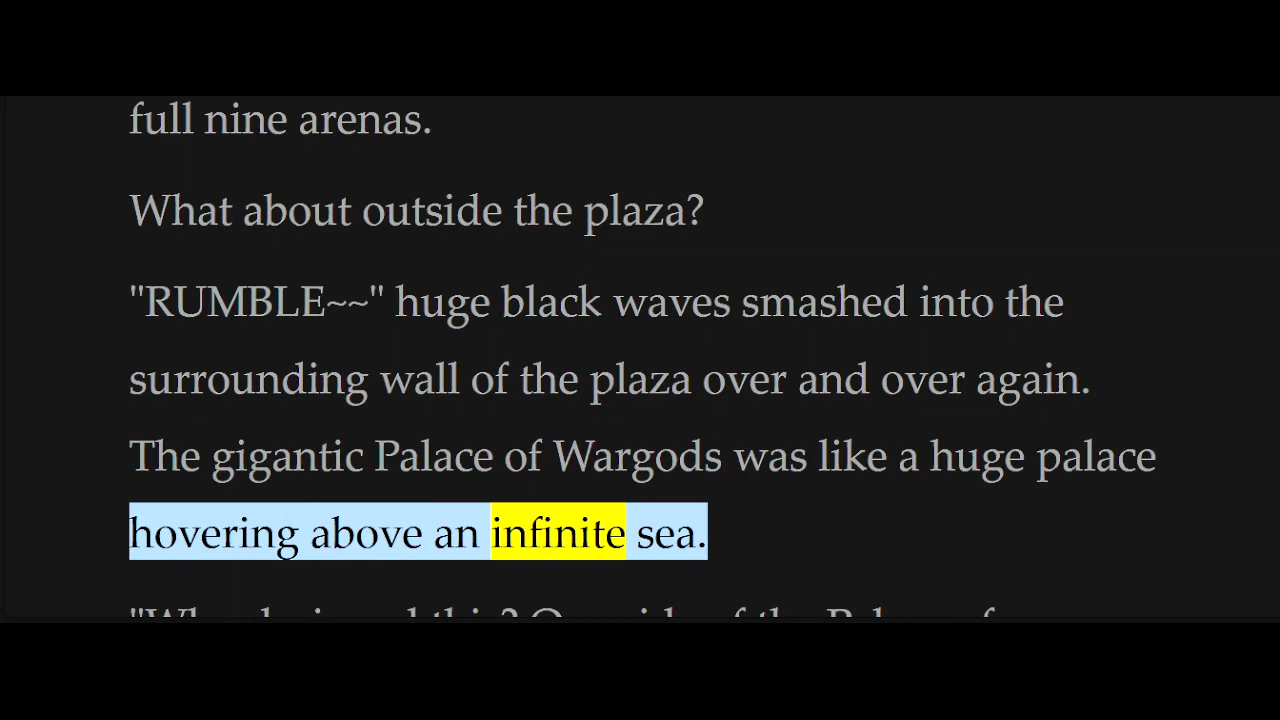 full nine arenas.
What about outside the plaza?
"RUMBLE~~" huge black waves smashed into the
surrounding wall of the plaza over and over again.
The gigantic Palace of Wargods was like a huge palace
hovering above an infinite sea.